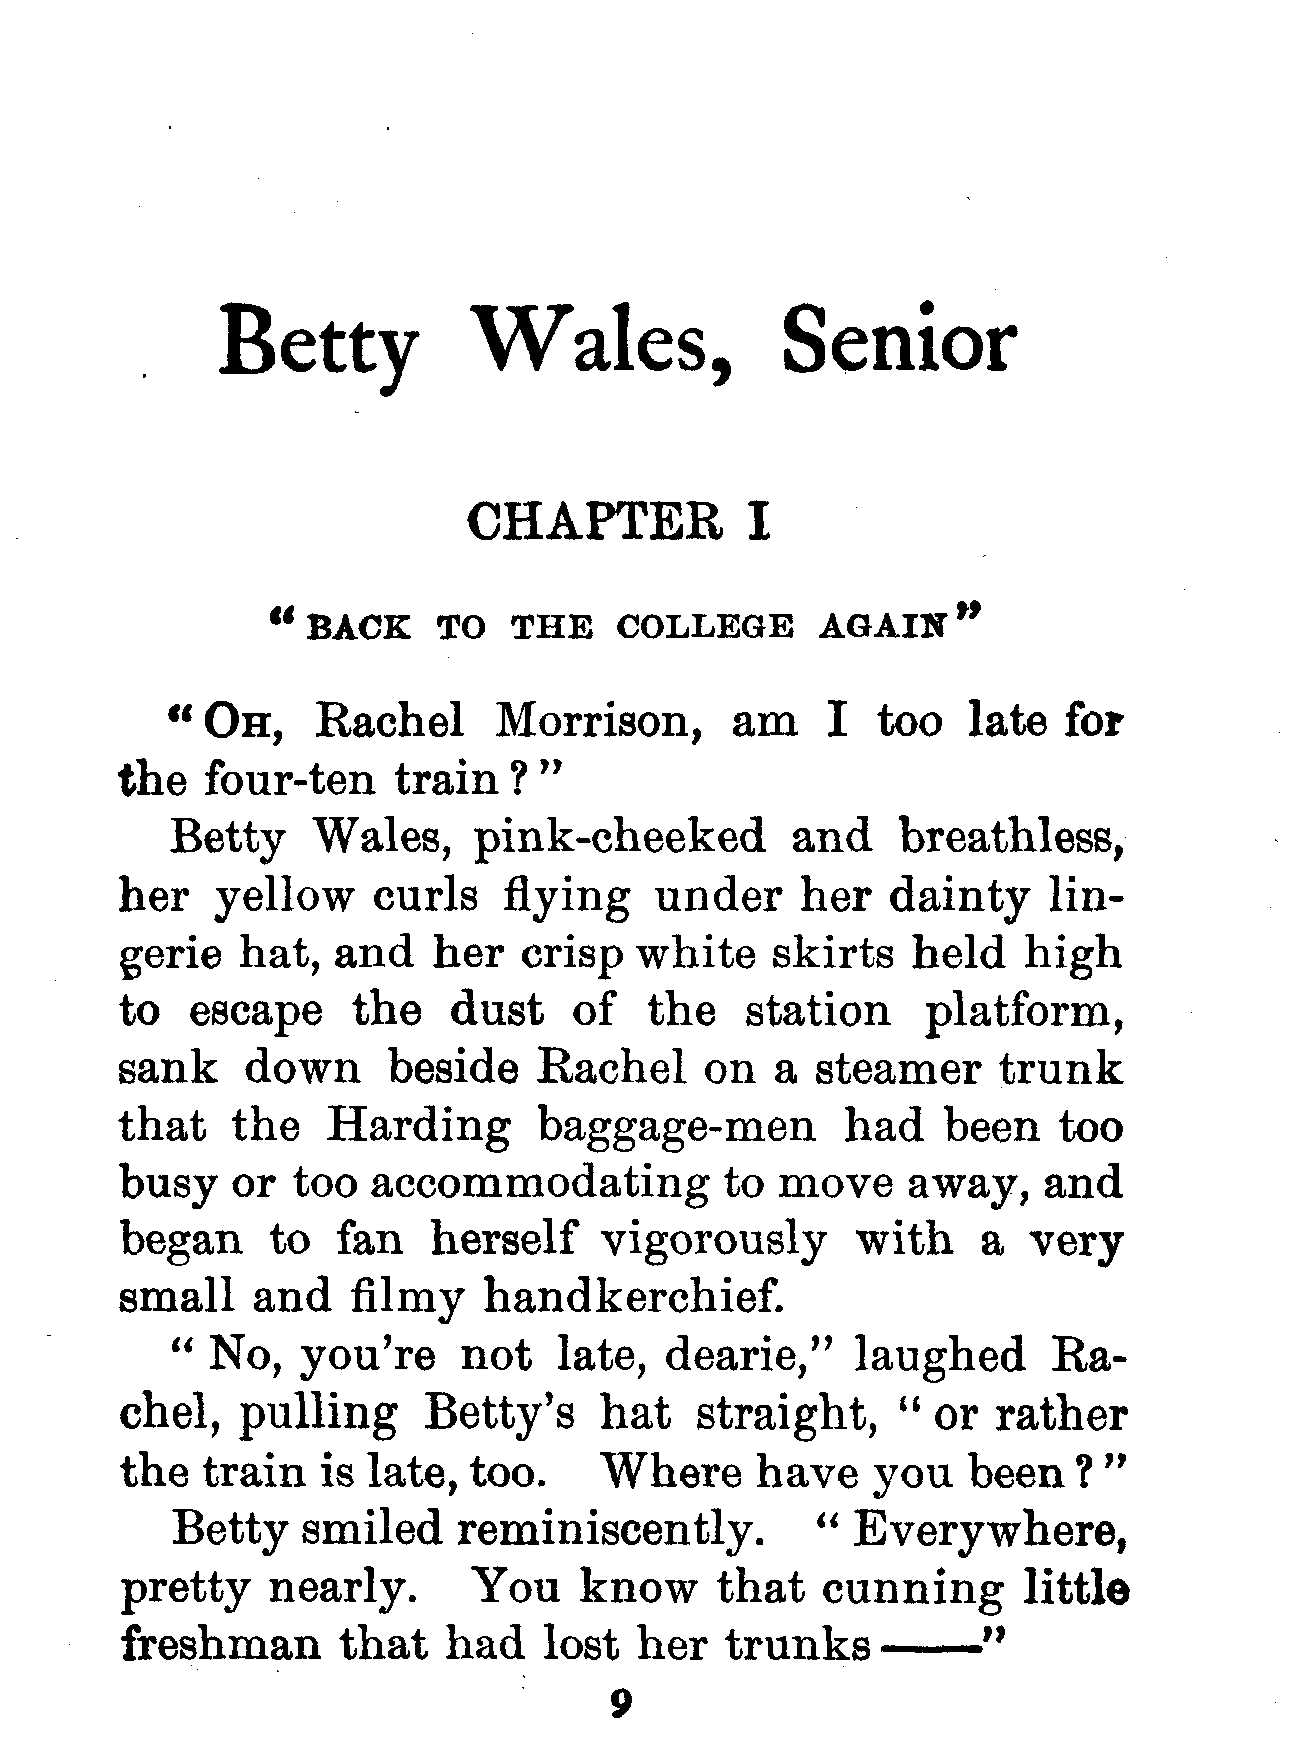 Betty Wales, Senior
CHAPTER I
“ BACK TO THE COLLEGE AGAIN ”
“ OH, Rachel Morrison, am I too late for
the four-ten train ? ”
Betty Wales, pink-cheeked and breathless,
her yellow curls flying under her dainty lin-
gerie hat, and her crisp white skirts held high
to escape the dust of the station platform,
sank down beside Rachel on a steamer trunk
that the Harding baggage-men had been too
busy or too accommodating to move away, and
began to fan herself vigorously with a very
small and filmy handkerchief.
“ No, you’re not late, dearie,” laughed Ra-
chel, pulling Betty’s hat straight, “ or rather
the train is late, too. Where have you been ? ”
Betty smiled reminiscently. “ Everywhere,
pretty nearly. You know that cunning little
freshman that had lost her trunks ——”
9